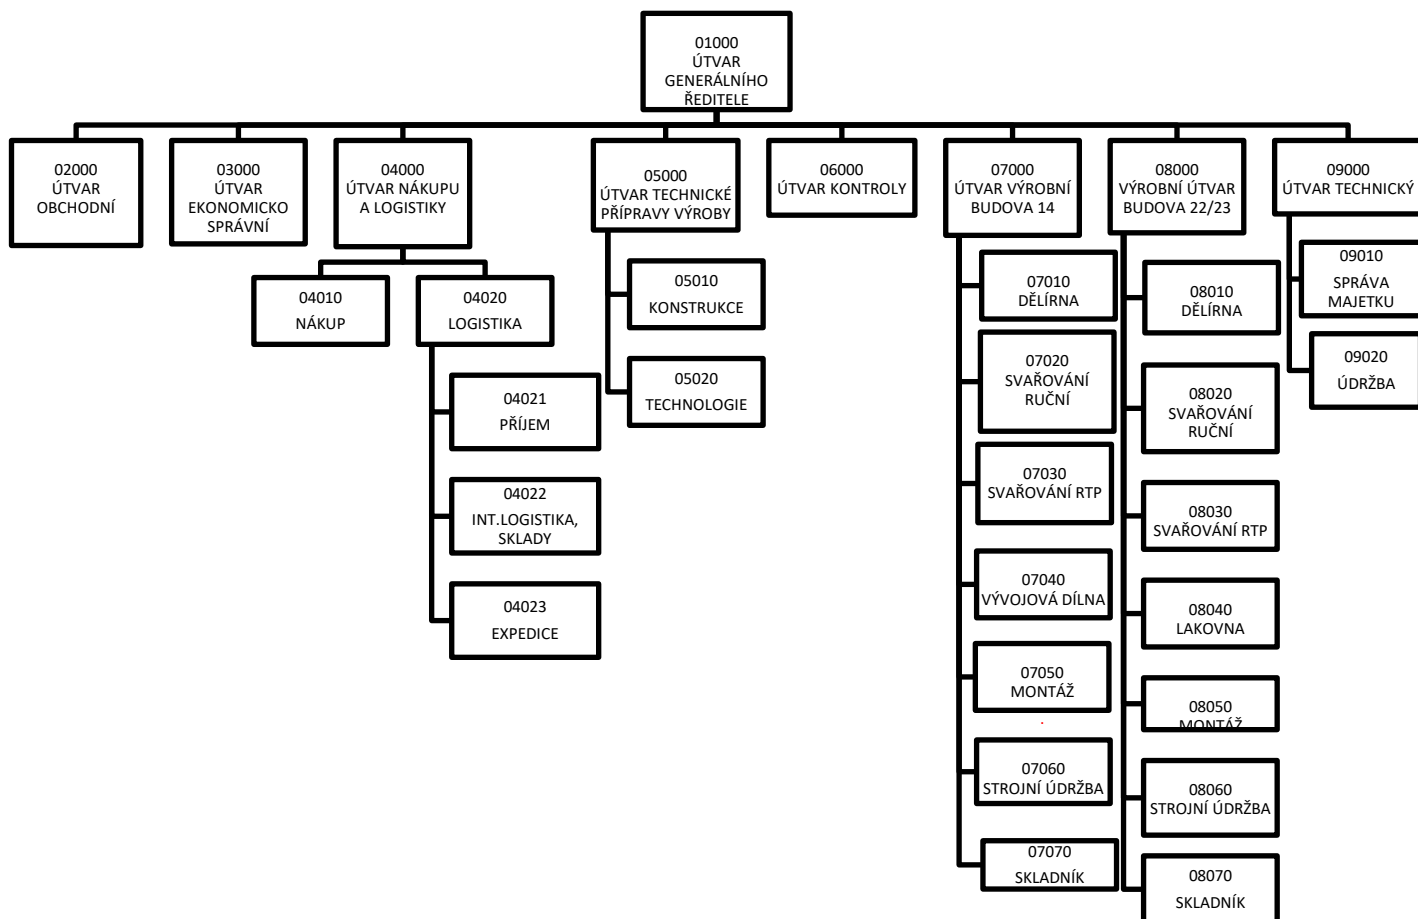 01000
ÚTVAR
GENERÁLNÍHO
ŘEDITELE
02000
ÚTVAR
OBCHODNÍ
03000
ÚTVAR
EKONOMICKO
SPRÁVNÍ
04000
ÚTVAR NÁKUPU
A LOGISTIKY
05000
ÚTVAR TECHNICKÉ
PŘÍPRAVY VÝROBY
06000
ÚTVAR KONTROLY
07000
ÚTVAR VÝROBNÍ
BUDOVA 14
08000
VÝROBNÍ ÚTVAR
BUDOVA 22/23
09000
ÚTVAR TECHNICKÝ
04010
NÁKUP
04020
LOGISTIKA
04021
PŘÍJEM
04022
INT.LOGISTIKA,
SKLADY
04023
EXPEDICE
05010
KONSTRUKCE
05020
TECHNOLOGIE
07010
DĚLÍRNA
07020
SVAŘOVÁNÍ
RUČNÍ
07030
SVAŘOVÁNÍ RTP
07040
VÝVOJOVÁ DÍLNA
07050
MONTÁŽ
07060
STROJNÍ ÚDRŽBA
07070
SKLADNÍK
08010
DĚLÍRNA
08020
SVAŘOVÁNÍ
RUČNÍ
08030
SVAŘOVÁNÍ RTP
08040
LAKOVNA
08050
MONTÁŽ
08060
STROJNÍ ÚDRŽBA
08070
SKLADNÍK
09010
SPRÁVA
MAJETKU
09020
ÚDRŽBA